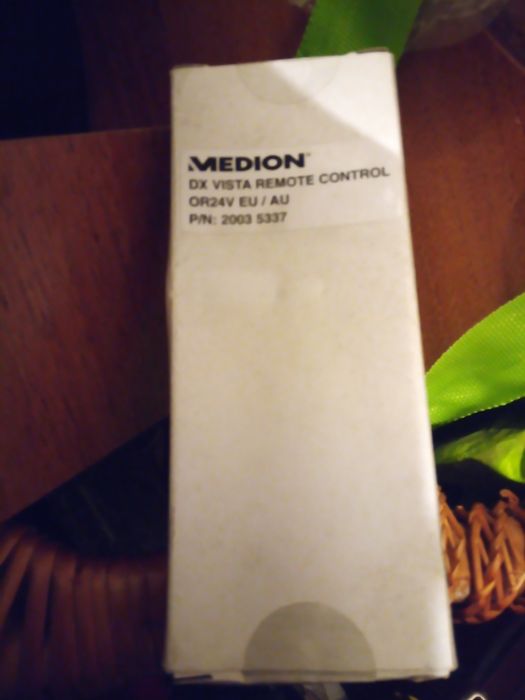 MEDION
DX VISTA REMOTE CONTROL
OR24V EU / AU
P/N: 2003 5337